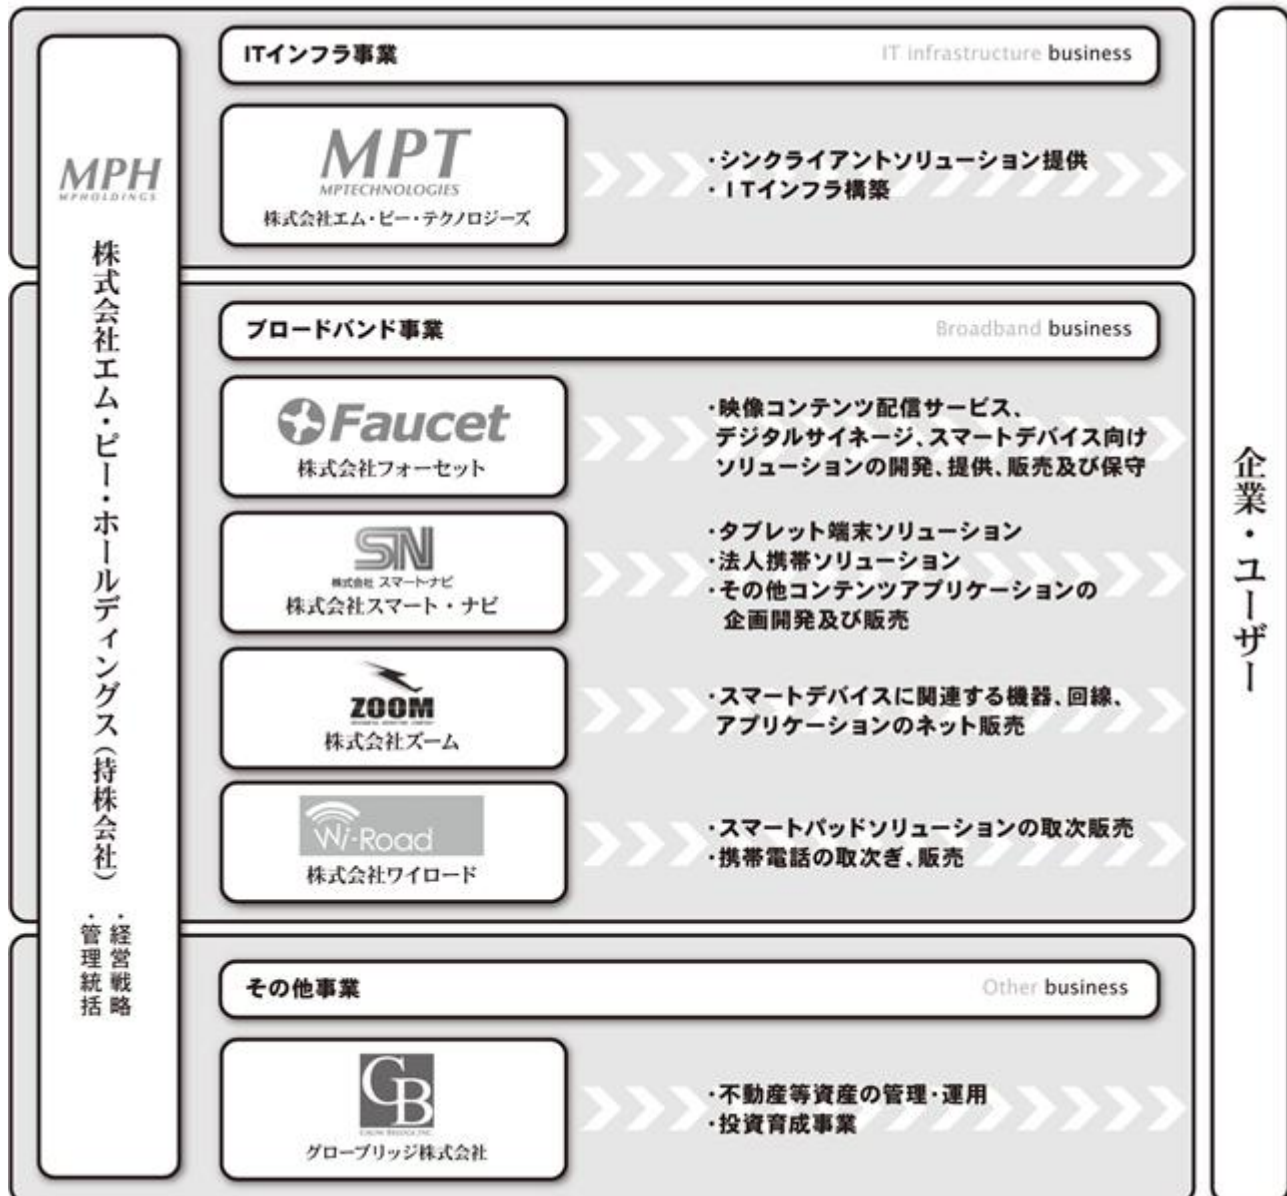 MPH
MPHOLDINGS
株式会社エム・ピー・ホールディングス（持株会社）
・経営戦略
・管理統括
ITインフラ事業 IT infrastructure business
MPT
MPTECHNOLOGIES
株式会社エム・ピー・テクノロジーズ
・シンクライアントソリューション提供
・ITインフラ構築
ブロードバンド事業 Broadband business
Faucet
株式会社フォーセット
・映像コンテンツ配信サービス、
デジタルサイネージ、スマートデバイス向け
ソリューションの開発、提供、販売及び保守
SN
株式会社 スマート・ナビ
株式会社スマート・ナビ
・タブレット端末ソリューション
・法人携帯ソリューション
・その他コンテンツアプリケーションの
企画開発及び販売
ZOOM
株式会社ズーム
・スマートデバイスに関連する機器、回線、
アプリケーションのネット販売
Wi-Road
株式会社ワイロード
・スマートパッドソリューションの取次販売
・携帯電話の取次ぎ、販売
その他事業 Other business
GB
グローブリッジ株式会社
・不動産等資産の管理・運用
・投資育成事業
企業・ユーザー